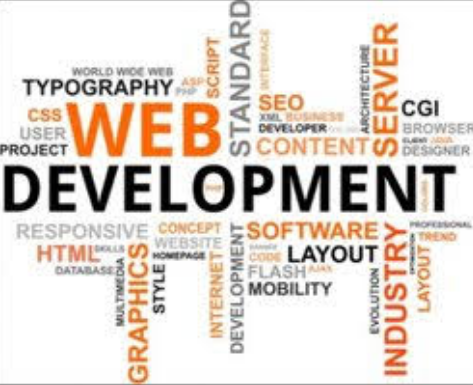 WORLD WIDE WEB
TYPOGRAPHY
ASP
PHP
SCRIPT
STANDARD
INTERFACE
ARCHITECTURE
SERVER
CSS
USER
PROJECT
WEB
SEO
XML BUSINESS
DEVELOPER
CONTENT
CGI
BROWSER
CLIENT
DESIGNER
DEVELOPMENT
RESPONSIVE
HTML
SKILLS
DATABASE
MULTIMEDIA
GRAPHICS
STYLE
CONCEPT
WEBSITE
HOMEPAGE
INTERNET
DEVELOPMENT
SOFTWARE
CODE
LAYOUT
FLASH
AJAX
MOBILITY
EVOLUTION
INDUSTRY
PROFESSIONAL
TREND
LAYOUT